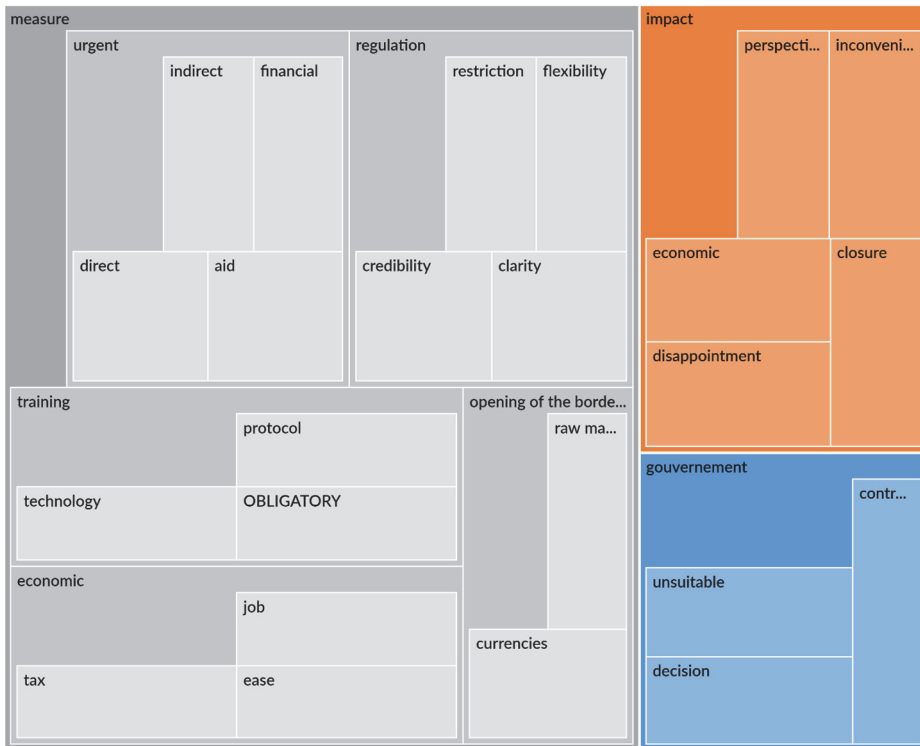 measure
urgent
indirect
financial
direct
aid
regulation
restriction
flexibility
credibility
clarity
training
protocol
technology
OBLIGATORY
opening of the borde...
raw ma...
currencies
economic
job
tax
ease
impact
perspecti...
inconveni...
economic
closure
disappointment
gouvernement
contr...
unsuitable
decision